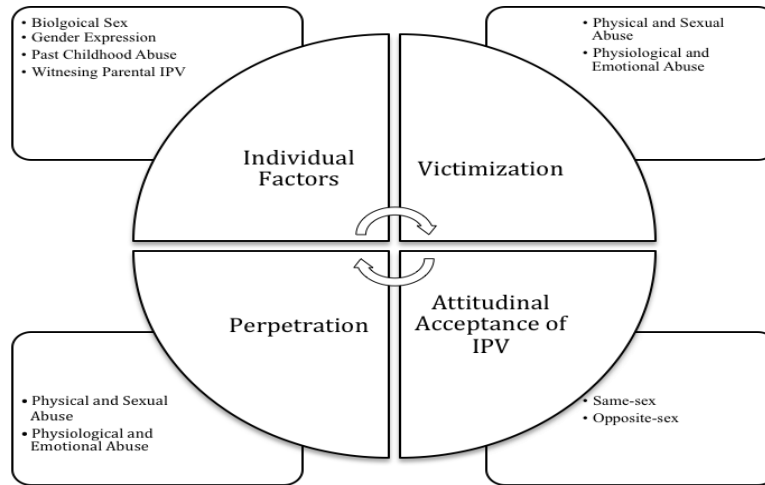 • Biolgoical Sex
• Gender Expression
• Past Childhood Abuse
• Witnesing Parental IPV
• Physical and Sexual
Abuse
• Physiological and
Emotional Abuse
Individual
Factors
Victimization
Perpetration
Attitudinal
Acceptance of
IPV
• Physical and Sexual
Abuse
• Physiological and
Emotional Abuse
• Same-sex
• Opposite-sex